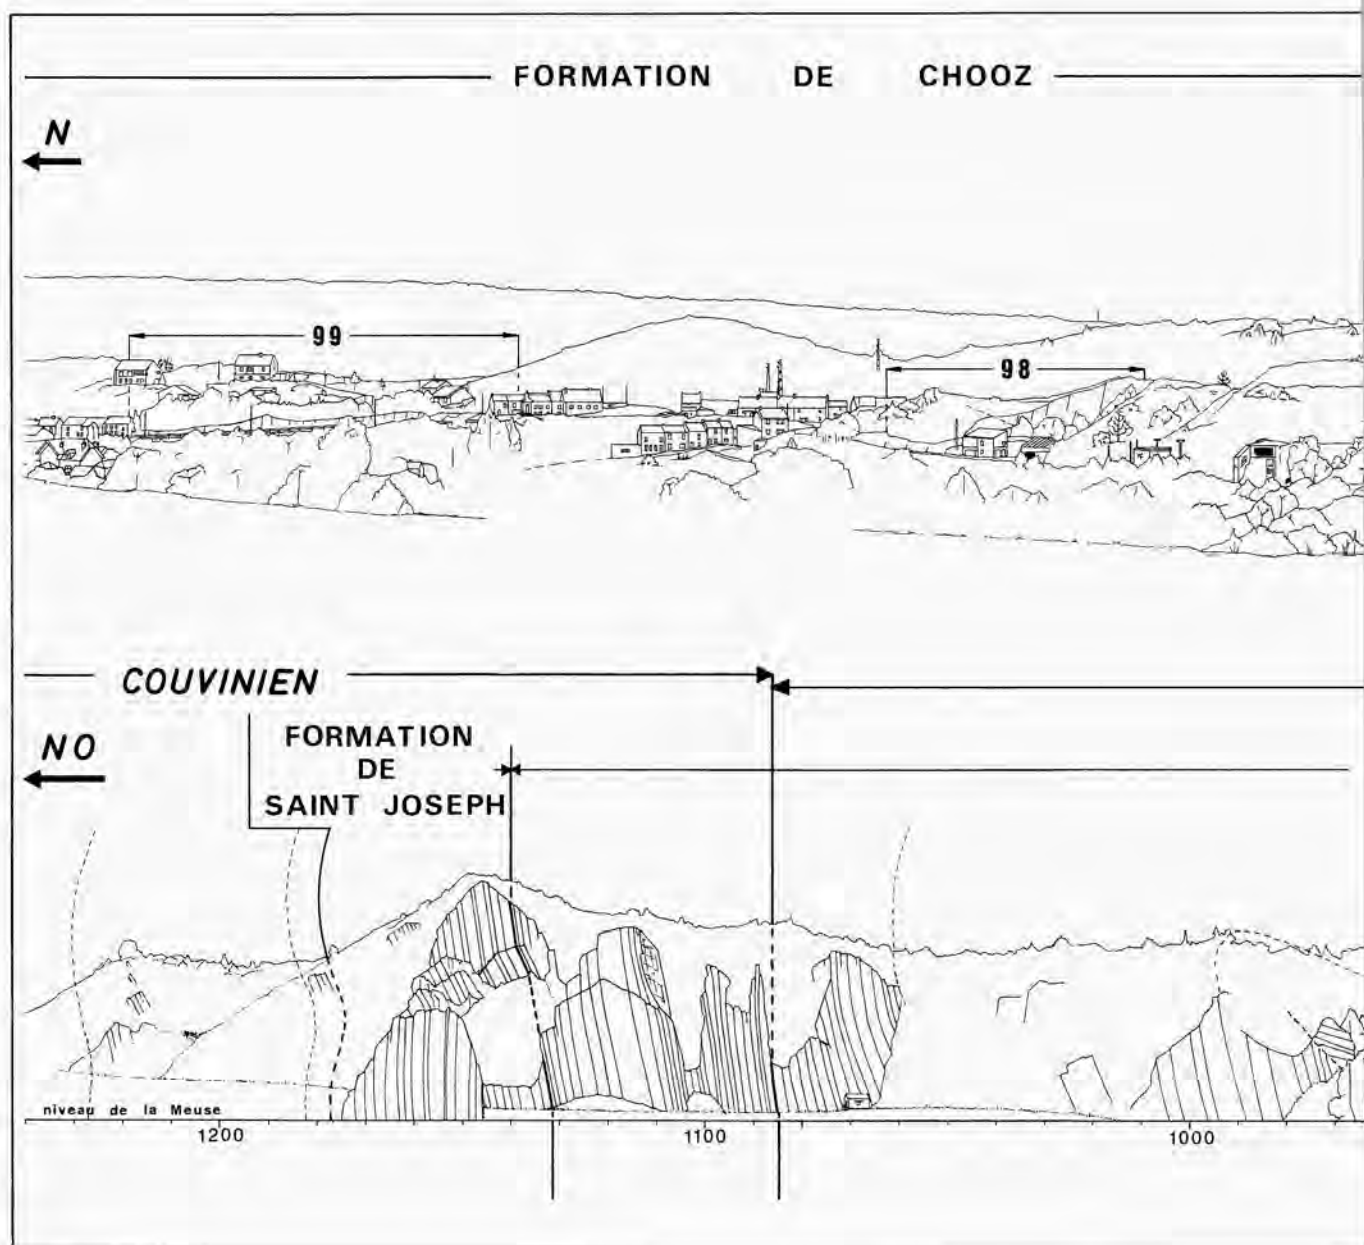 FORMATION DE CHOOZ
N
99
98
COUVINIEN
NO
FORMATION
DE
SAINT JOSEPH
niveau de la Meuse
1200 1100 1000